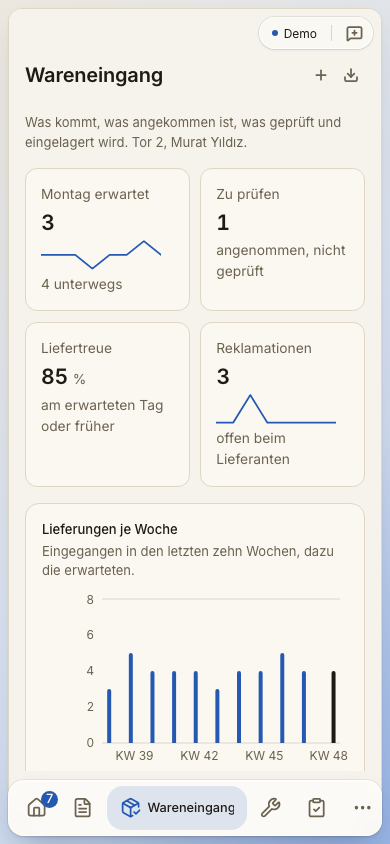 Demo
Wareneingang
Was kommt, was angekommen ist, was geprüft und
eingelagert wird. Tor 2, Murat Yıldız.
Montag erwartet
3
4 unterwegs
Zu prüfen
1
angenommen, nicht
geprüft
Liefertreue
85 %
am erwarteten Tag
oder früher
Reklamationen
3
offen beim
Lieferanten
Lieferungen je Woche
Eingegangen in den letzten zehn Wochen, dazu
die erwarteten.
8
6
4
2
0
KW 39 KW 42 KW 45 KW 48
7
Wareneingang